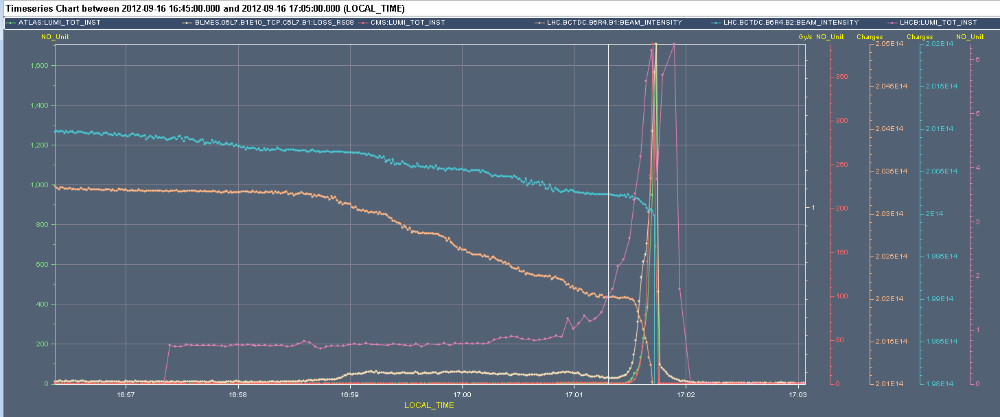 Timeseries Chart between 2012-09-16 16:45:00.000 and 2012-09-16 17:05:00.000 (LOCAL_TIME)
ATLAS:LUMI_TOT_INST BLMES.06L7.B1E10_TCP.C6L7.B1:LOSS_RS08 CMS:LUMI_TOT_INST LHC.BCTDC.B6R4.B1:BEAM_INTENSITY LHC.BCTDC.B6R4.B2:BEAM_INTENSITY LHCB:LUMI_TOT_INST
NO_Unit Gy/s NO_Unit Charges Charges NO_Unit
2.05E14 2.02E14
6
1,600
350
2.045E14 2.015E14
1,400
5
300
2.04E14 2.01E14
1,200
250
4
2.035E14 2.005E14
1,000
1
200
2.03E14 2E14
3
800
150
2.025E14 1.995E14
600
2
400
100
2.02E14 1.99E14
1
200
50
2.015E14 1.985E14
0
0 2.01E14 1.98E14 0
16:57 16:58 16:59 17:00 17:01 17:02 17:03
LOCAL_TIME